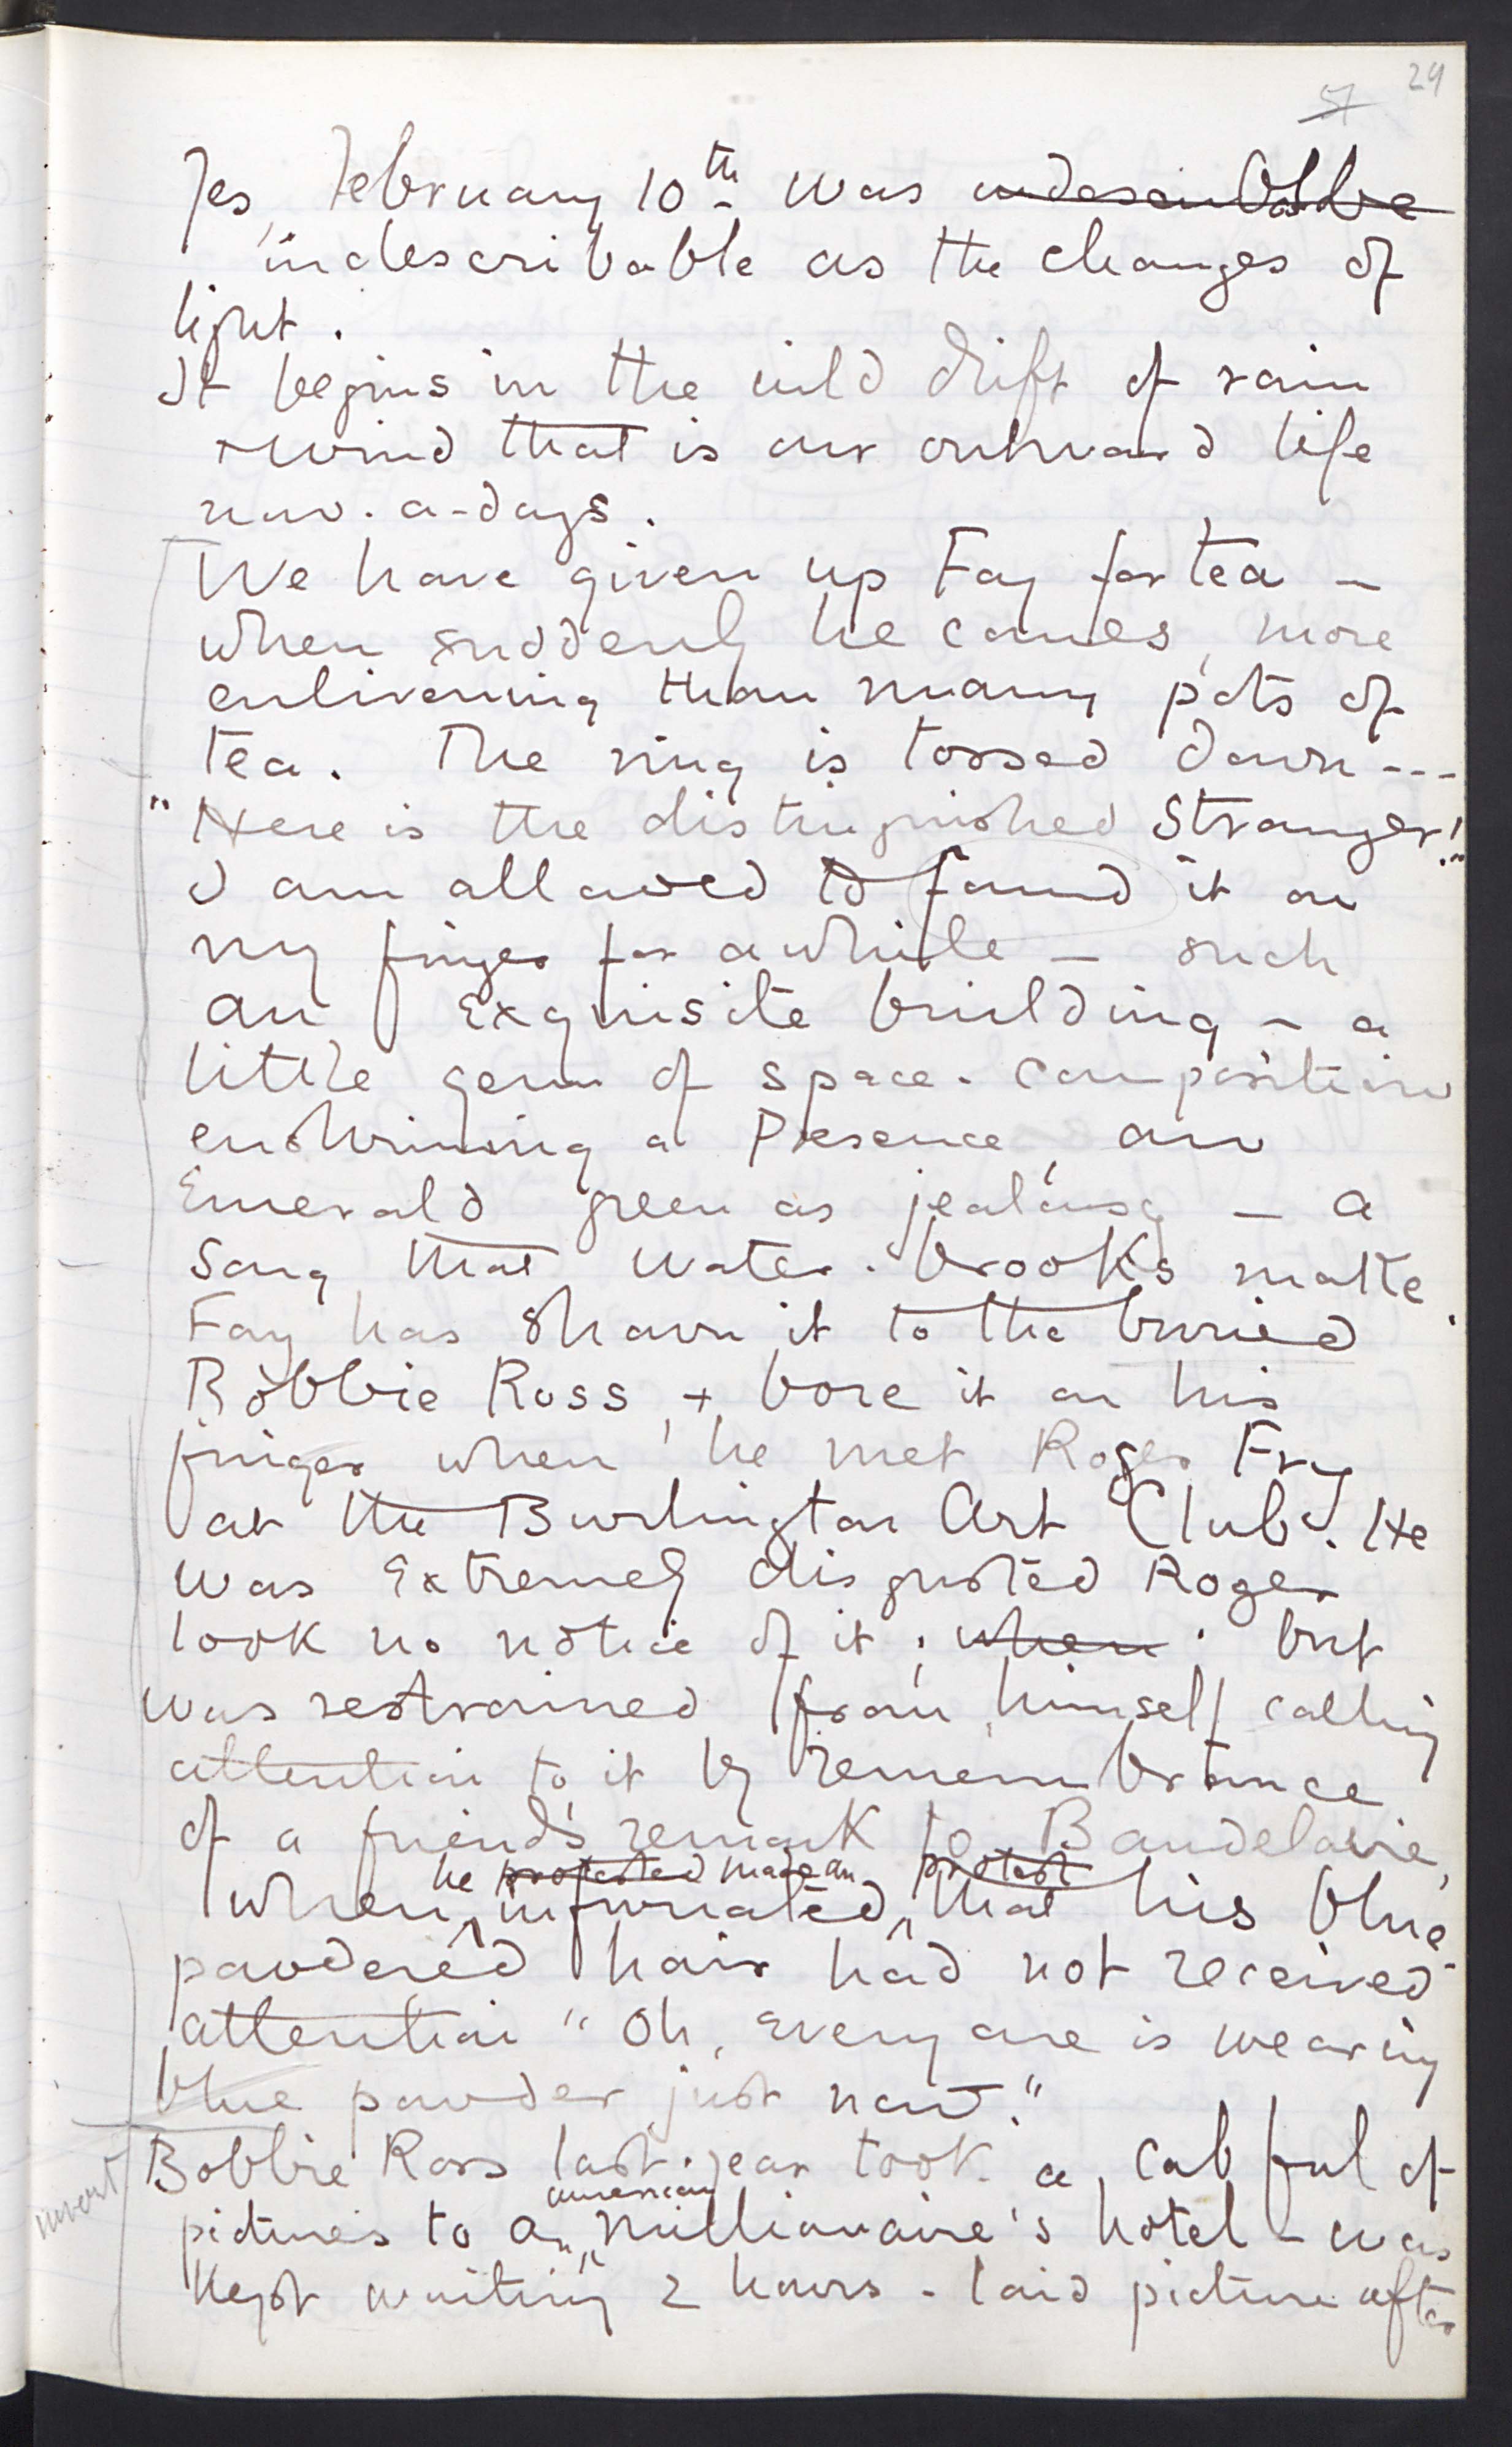 29
57
Yes, February 10th was indescribable
indescribable as the changes of
light.
It begins in the wild drift of rain
+ wind that is our outward life
now-a-days.
We have given up Fay for tea –
when suddenly he comes, more
enlivening than many pots of
tea. The ring is tossed down ---
"Here is the distinguished Stranger!"
I am allowed to found it on
my finger for awhile – such
an exquisite building – a
little gem of space-composition
enshrining a Presence, an
Emerald green as jealousy – a
song that water-brooks make.
Fay has shown it to the buried
Robbie Ross, + bore it on his
finger when he met Roger Fry
at the Burlington Art Club. He
was extremely disgusted Roger
took no notice of it; when; but
was restrained from himself calling
attention to it by remembrance
of a friend's remark to Baudelaire,
he protested made an protest
when, infuriated, that his blue
powdered hair had not received
attention "Oh, every one is wearing
blue powder just now."
Bobbie Ross last year took a cab ful of
american
pictures to an millionaire's hotel – was
kept waiting 2 hours – laid picture after